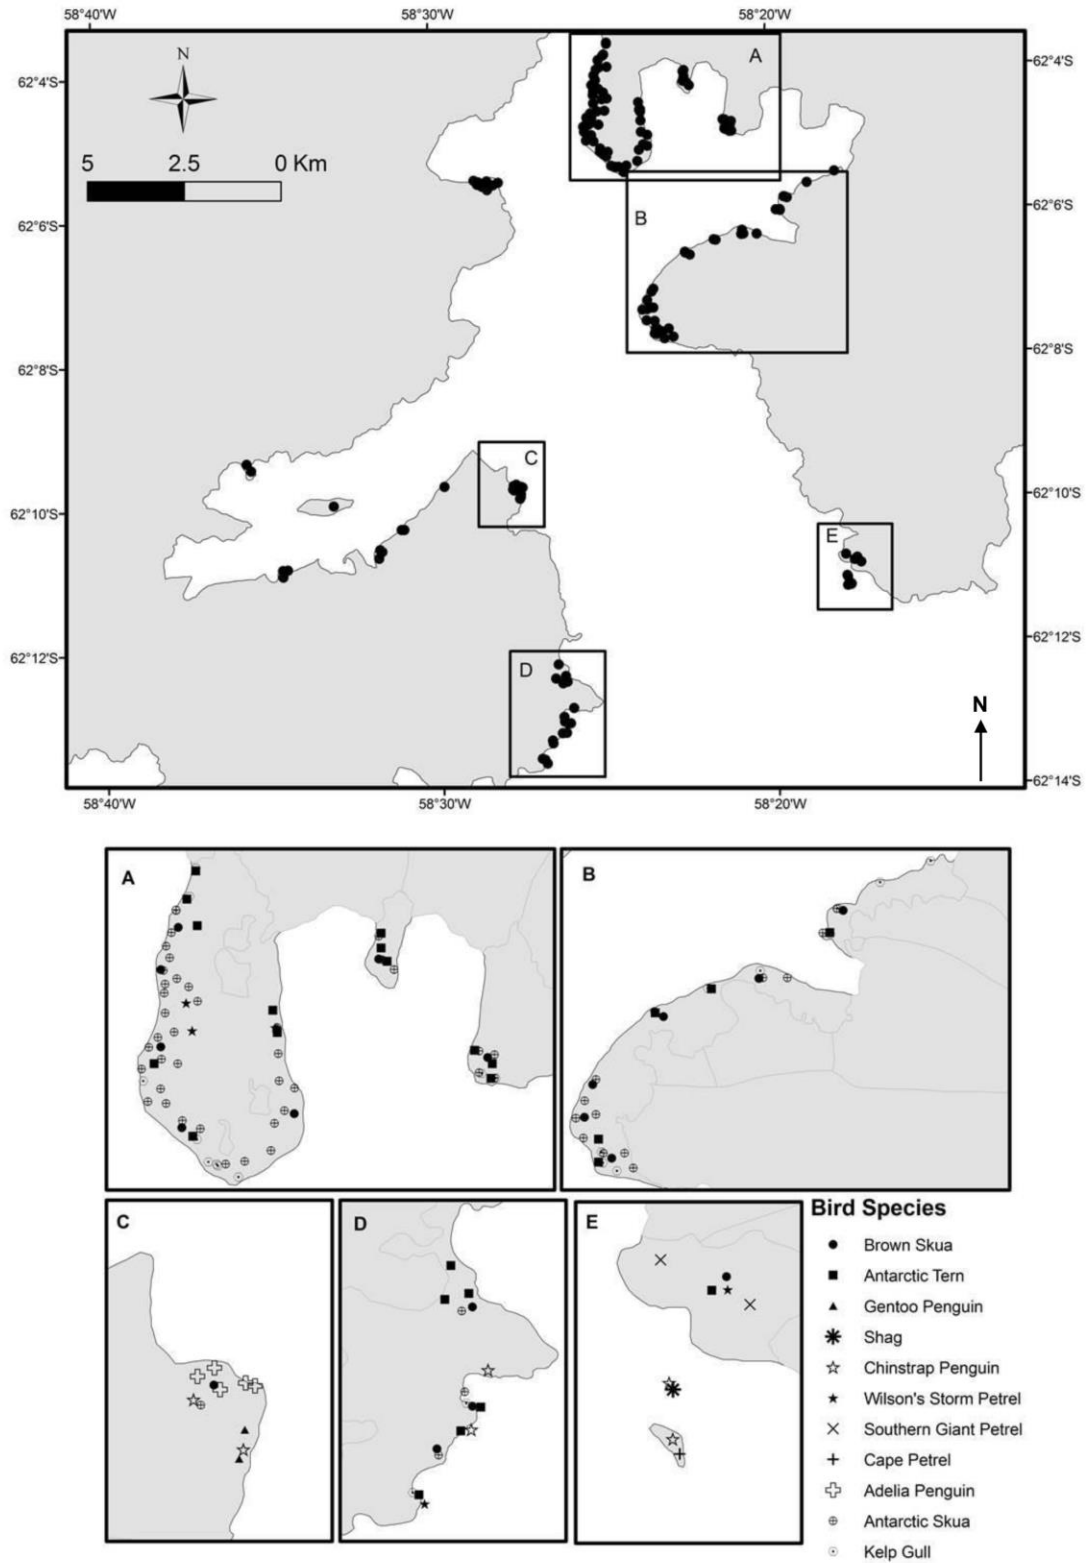 58°40'W 58°30'W 58°20'W
N
A
62°4'S 62°4'S
5 2.5 0 Km
B
62°6'S 62°6'S
62°8'S 62°8'S
C
62°10'S 62°10'S
E
62°12'S 62°12'S
D
N
62°14'S
58°40'W 58°30'W 58°20'W
A
B
C
D
E
Bird Species
Brown Skua
Antarctic Tern
Gentoo Penguin
Shag
Chinstrap Penguin
Wilson's Storm Petrel
Southern Giant Petrel
Cape Petrel
Adelia Penguin
Antarctic Skua
Kelp Gull